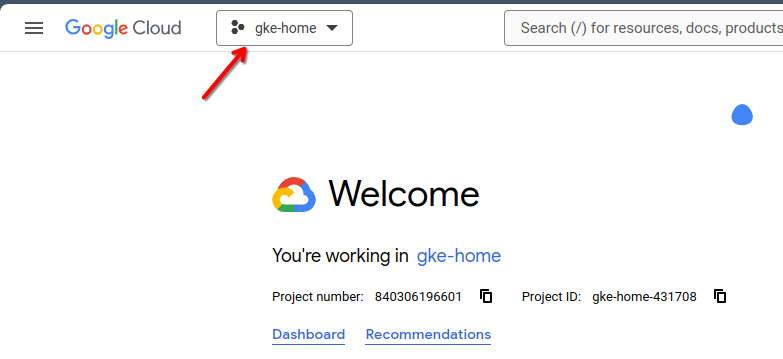 Google Cloud gke-home Search (/) for resources, docs, products
Welcome
You're working in gke-home
Project number: 840306196601 Project ID: gke-home-431708
Dashboard Recommendations